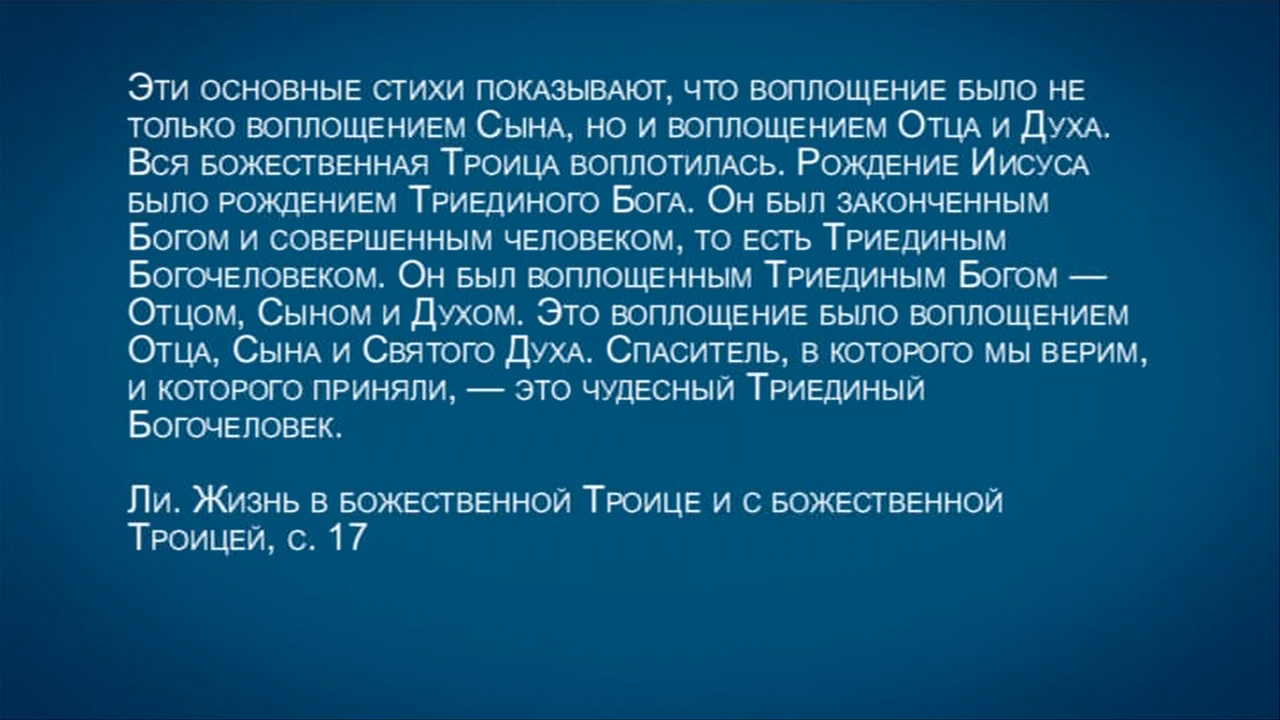 Эти основные стихи показывают, что воплощение было не
только воплощением Сына, но и воплощением Отца и Духа.
Вся божественная Троица воплотилась. Рождение Иисуса
было рождением Триединого Бога. Он был законченным
Богом и совершенным человеком, то есть Триединым
Богочеловеком. Он был воплощенным Триединым Богом —
Отцом, Сыном и Духом. Это воплощение было воплощением
Отца, Сына и Святого Духа. Спаситель, в которого мы верим,
и которого приняли, — это чудесный Триединый
Богочеловек.
Ли. Жизнь в божественной Троице и с божественной
Троицей, с. 17